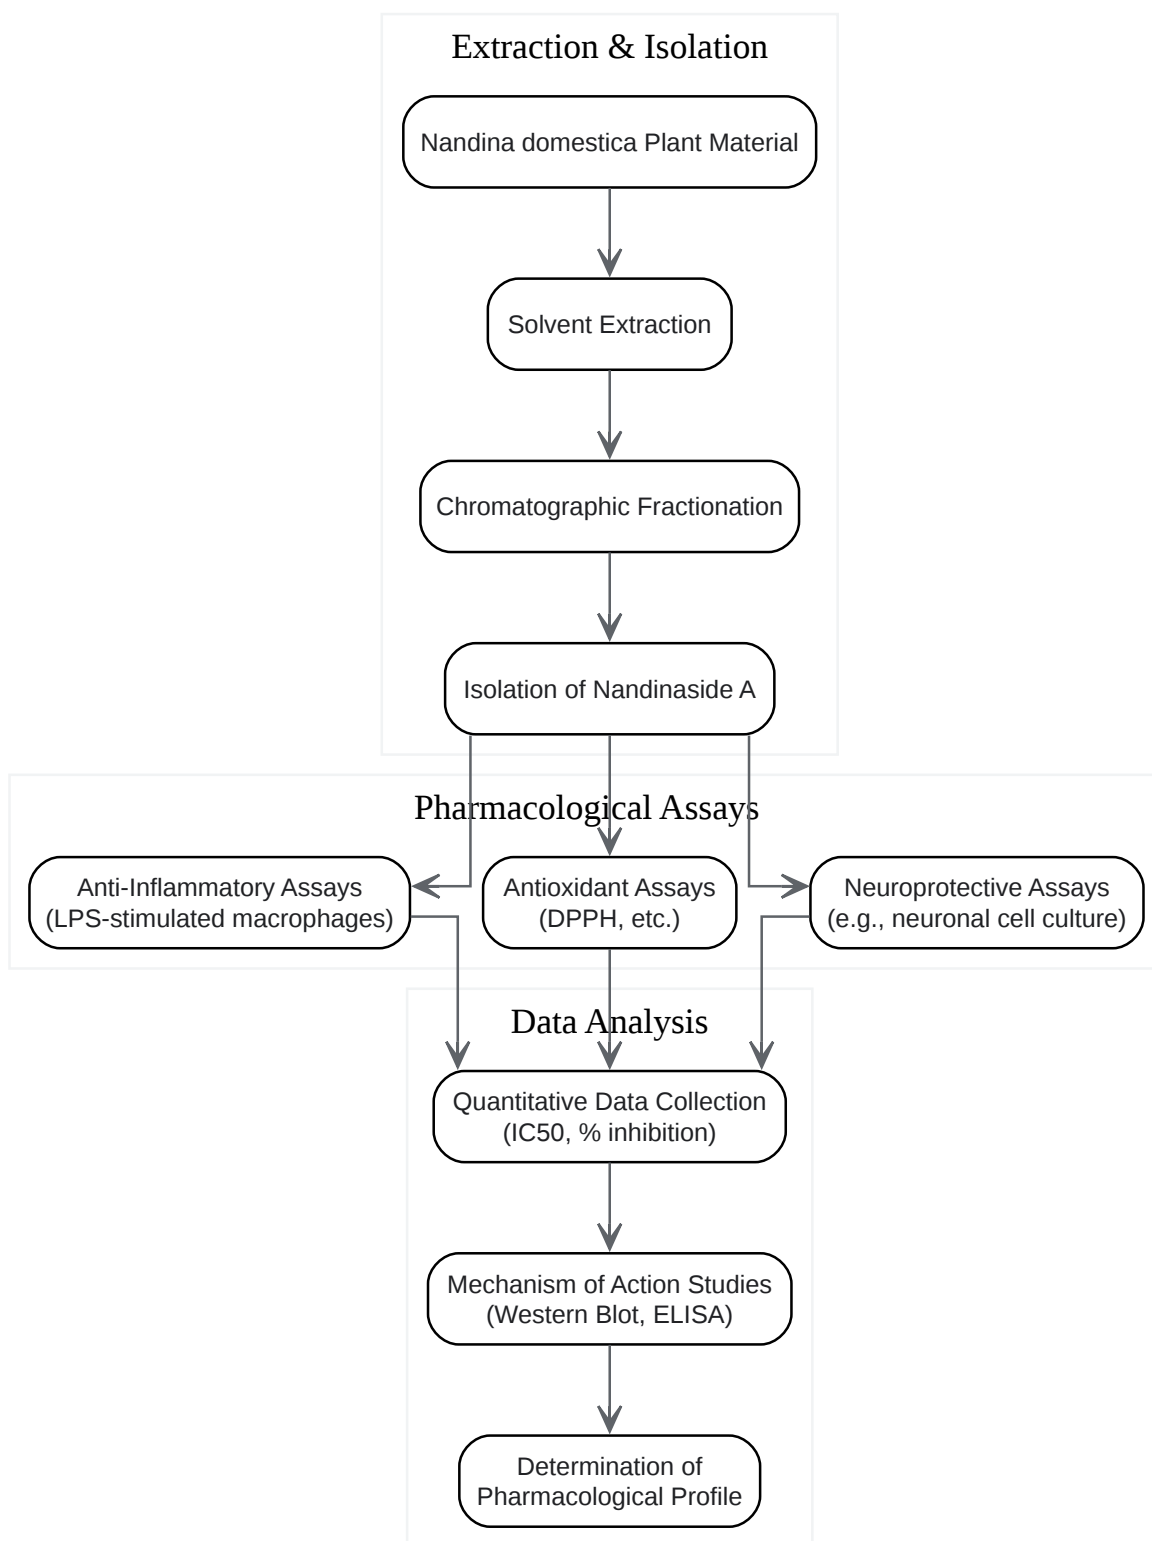 Extraction & Isolation
Nandina domestica Plant Material
Solvent Extraction
Chromatographic Fractionation
Isolation of Nandinaside A
Pharmacological Assays
Anti-Inflammatory Assays
(LPS-stimulated macrophages)
Antioxidant Assays
(DPPH, etc.)
Neuroprotective Assays
(e.g., neuronal cell culture)
Data Analysis
Quantitative Data Collection
(IC50, % inhibition)
Mechanism of Action Studies
(Western Blot, ELISA)
Determination of
Pharmacological Profile